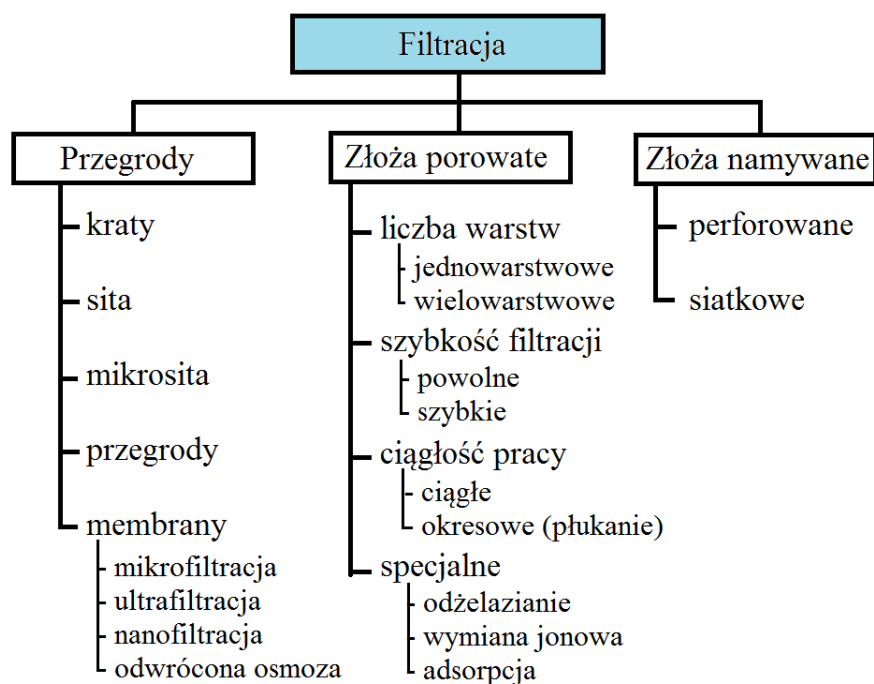 Filtracja
Przegrody
kraty
sita
mikrosita
przegrody
membrany
- mikrofiltracja
- ultrafiltracja
- nanofiltracja
- odwrócona osmoza
Złoża porowate
liczba warstw
- jednowarstwowe
- wielowarstwowe
szybkość filtracji
- powolne
- szybkie
ciągłość pracy
- ciągłe
- okresowe (płukanie)
specjalne
- odżelazianie
- wymiana jonowa
- adsorpcja
Złoża namywane
perforowane
siatkowe